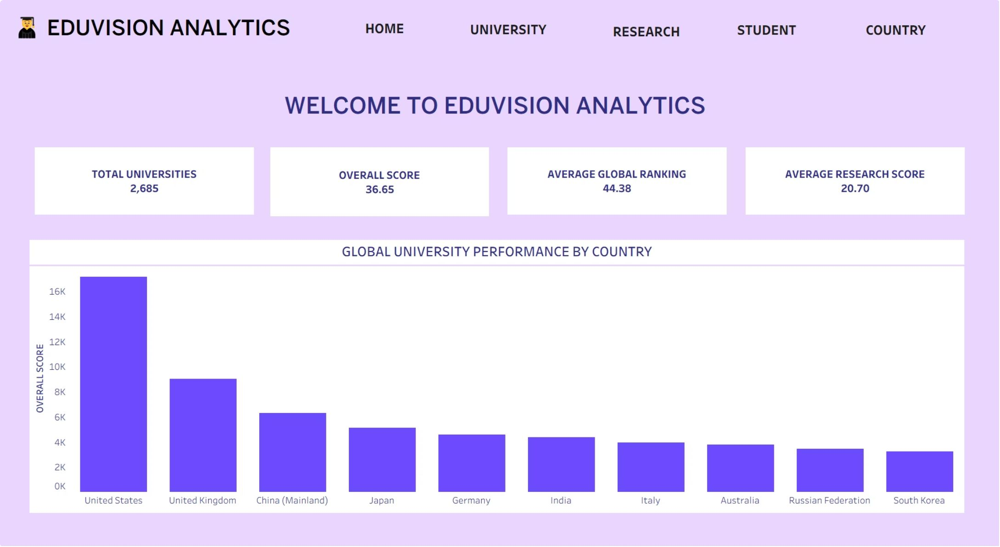 EDUVISION ANALYTICS
HOME
UNIVERSITY
RESEARCH
STUDENT
COUNTRY
WELCOME TO EDUVISION ANALYTICS
TOTAL UNIVERSITIES
2,685
OVERALL SCORE
36.65
AVERAGE GLOBAL RANKING
44.38
AVERAGE RESEARCH SCORE
20.70
GLOBAL UNIVERSITY PERFORMANCE BY COUNTRY
OVERALL SCORE
16K
14K
12K
10K
8K
6K
4K
2K
0K
United States
United Kingdom
China (Mainland)
Japan
Germany
India
Italy
Australia
Russian Federation
South Korea